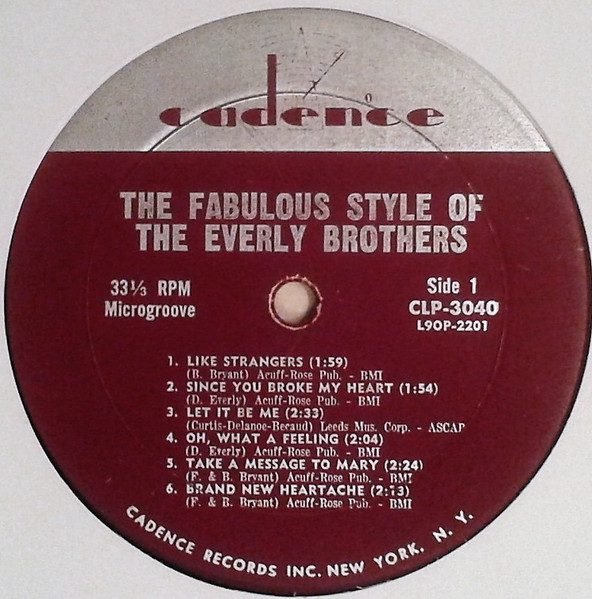 cadence
THE FABULOUS STYLE OF
THE EVERLY BROTHERS
33⅓ RPM
Microgroove
Side 1
CLP-3040
L9OP-2201
1. LIKE STRANGERS (1:59)
(B. Bryant) Acuff-Rose Pub. - BMI
2. SINCE YOU BROKE MY HEART (1:54)
(D. Everly) Acuff-Rose Pub. - BMI
3. LET IT BE ME (2:33)
(Curtis-Delanoe-Becaud) Leeds Mus. Corp. - ASCAP
4. OH, WHAT A FEELING (2:04)
(D. Everly) Acuff-Rose Pub. - BMI
5. TAKE A MESSAGE TO MARY (2:24)
(F. & B. Bryant) Acuff-Rose Pub. - BMI
6. BRAND NEW HEARTACHE (2:13)
(F. & B. Bryant) Acuff-Rose Pub. - BMI
CADENCE RECORDS INC. NEW YORK, N. Y.